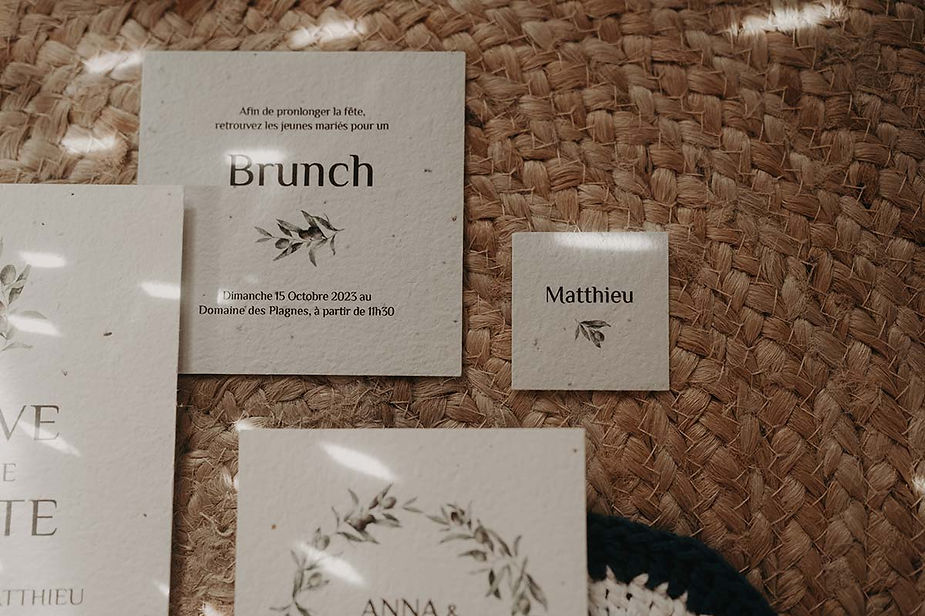 Afin de pronlonger la fête,
retrouvez les jeunes mariés pour un
Brunch
Dimanche 15 Octobre 2023 au
Domaine des Plagnes, à partir de 11h30
Matthieu
VE
E
TE
ATTHIEU
ANNA &